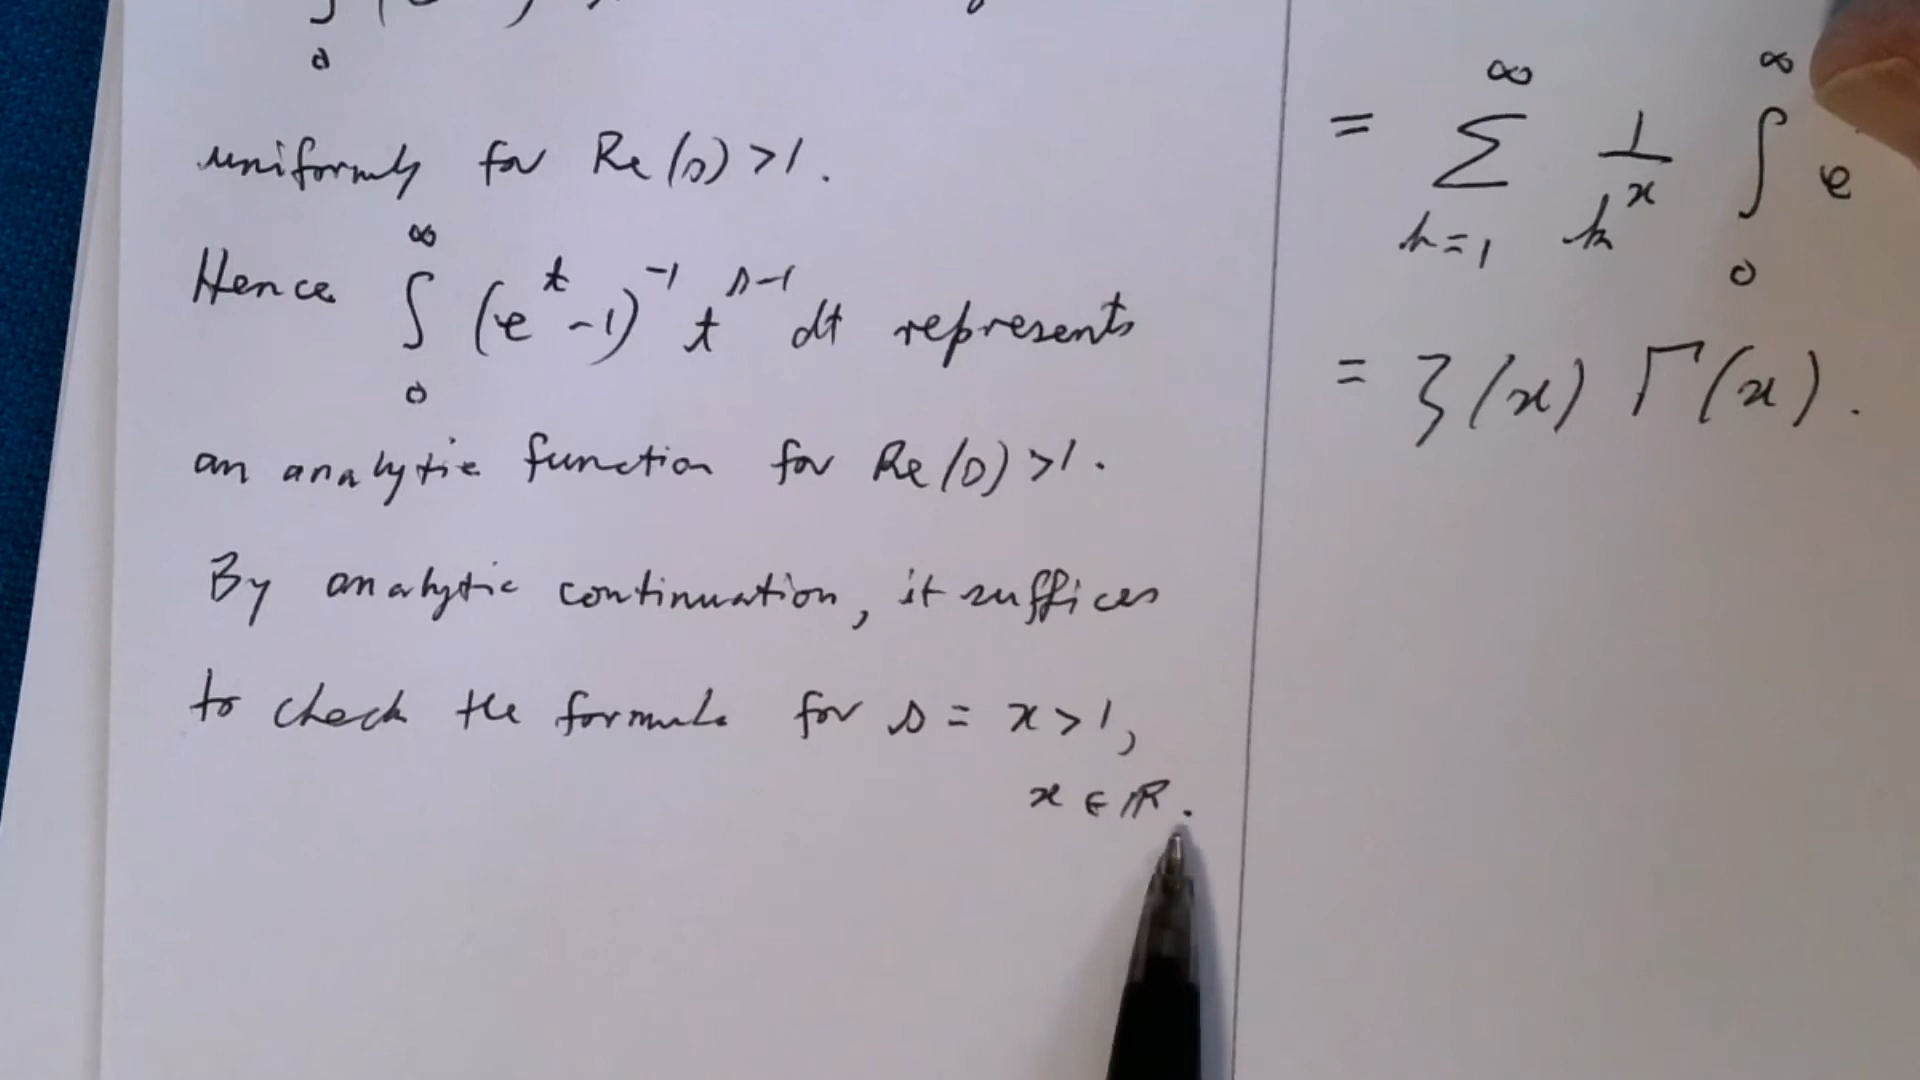 ∫₀
uniformly for Re(s) > 1.
Hence ∫₀^∞ (e^t - 1)^{-1} t^{s-1} dt represents
an analytic function for Re(s) > 1.
By analytic continuation, it suffices
to check the formula for s = x > 1,
x ∈ ℝ.
= ∑_{k=1}^∞ 1/k^x ∫₀^∞ e
= ζ(x) Γ(x).